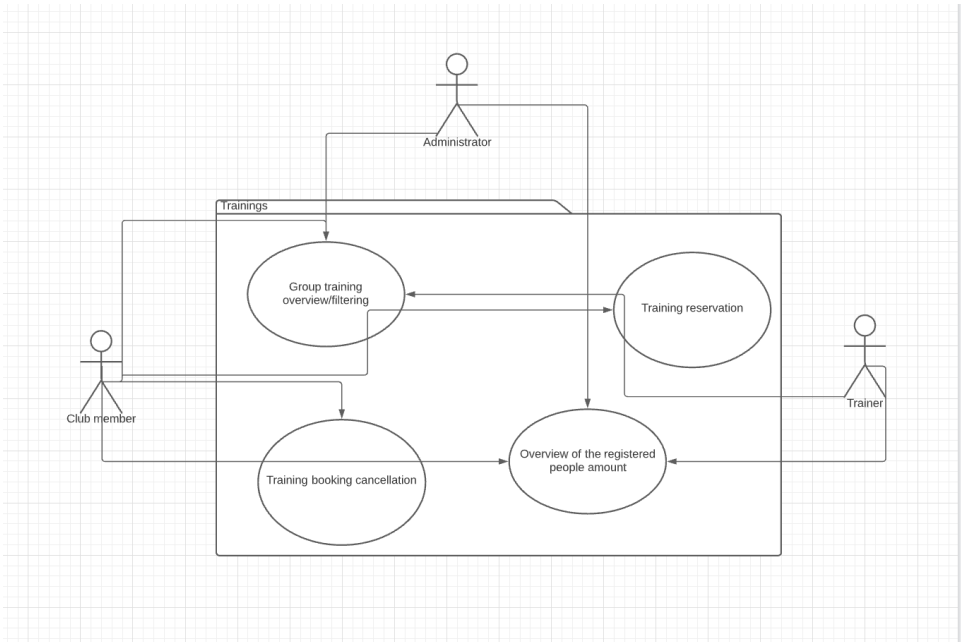 Administrator
Trainings
Group training
overview/filtering
Training reservation
Club member
Trainer
Overview of the registered
people amount
Training booking cancellation